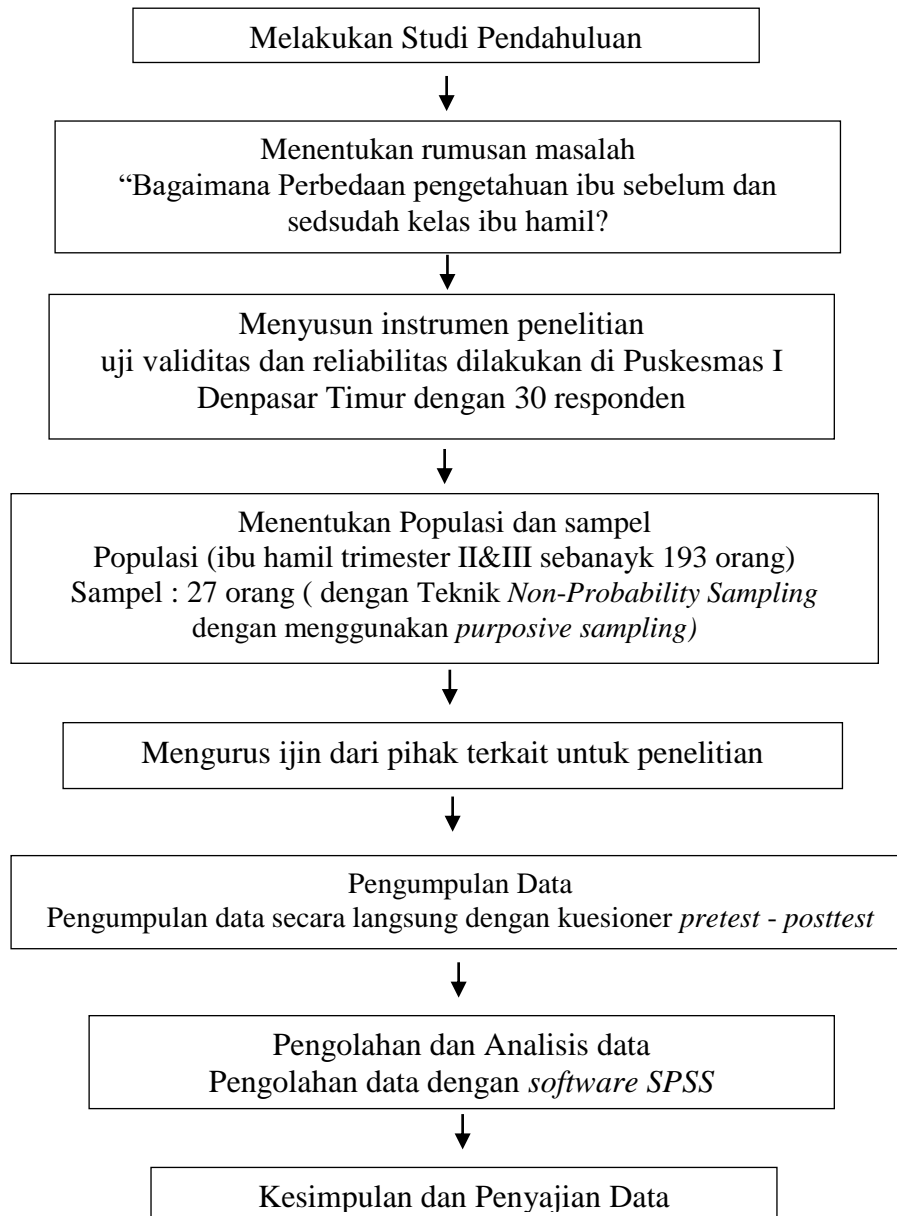 Melakukan Studi Pendahuluan
Menentukan rumusan masalah
“Bagaimana Perbedaan pengetahuan ibu sebelum dan
sedsudah kelas ibu hamil?
Menyusun instrumen penelitian
uji validitas dan reliabilitas dilakukan di Puskesmas I
Denpasar Timur dengan 30 responden
Menentukan Populasi dan sampel
Populasi (ibu hamil trimester II&III sebanayk 193 orang)
Sampel : 27 orang ( dengan Teknik Non-Probability Sampling
dengan menggunakan purposive sampling)
Mengurus ijin dari pihak terkait untuk penelitian
Pengumpulan Data
Pengumpulan data secara langsung dengan kuesioner pretest - posttest
Pengolahan dan Analisis data
Pengolahan data dengan software SPSS
Kesimpulan dan Penyajian Data